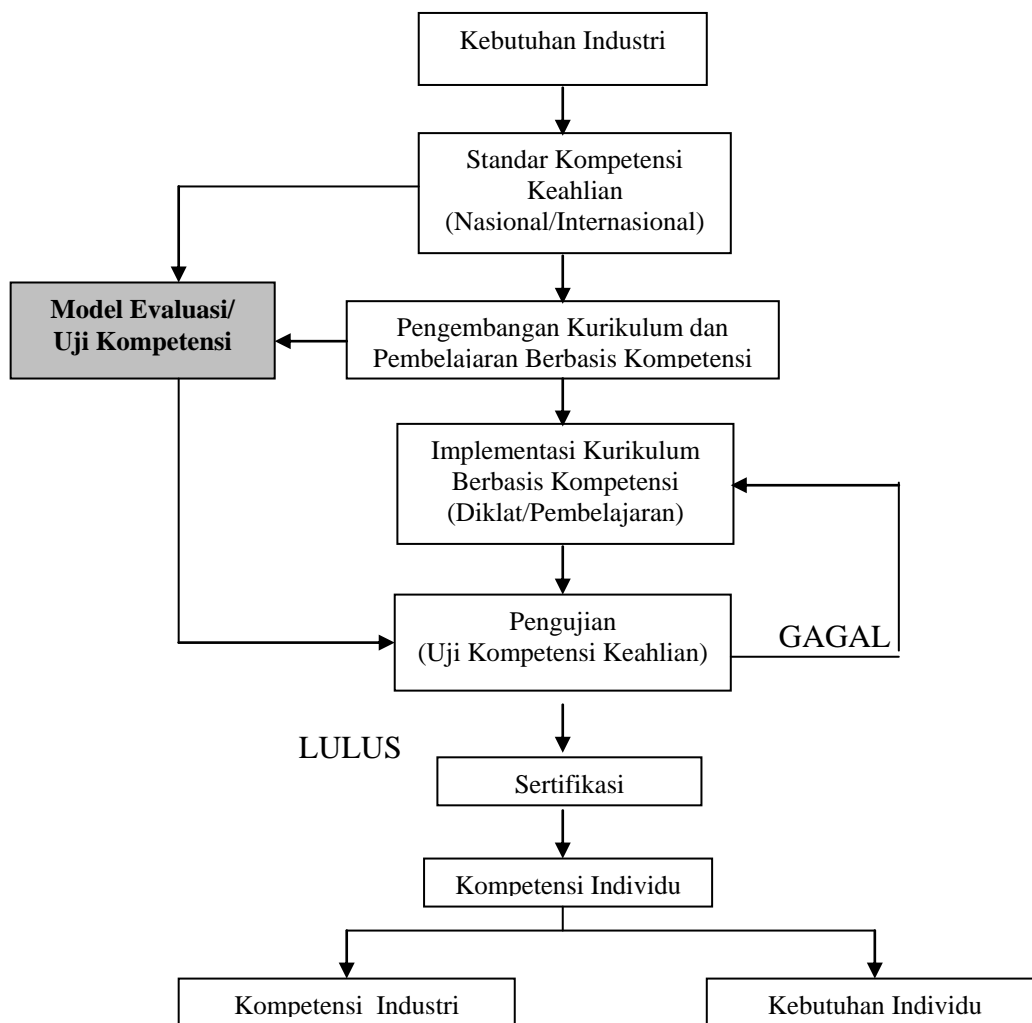 Kebutuhan Industri
Standar Kompetensi
Keahlian
(Nasional/Internasional)
Model Evaluasi/
Uji Kompetensi
Pengembangan Kurikulum dan
Pembelajaran Berbasis Kompetensi
Implementasi Kurikulum
Berbasis Kompetensi
(Diklat/Pembelajaran)
Pengujian
(Uji Kompetensi Keahlian)
GAGAL
LULUS
Sertifikasi
Kompetensi Individu
Kompetensi Industri
Kebutuhan Individu